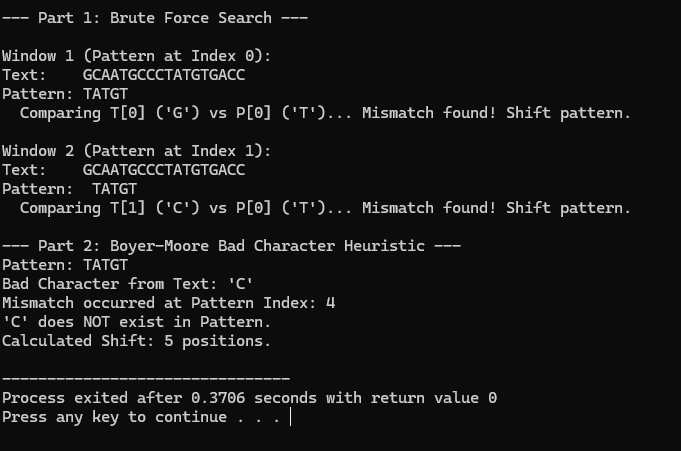 --- Part 1: Brute Force Search ---
Window 1 (Pattern at Index 0):
Text:    GCAATGCCCTATGTGACC
Pattern: TATGT
  Comparing T[0] ('G') vs P[0] ('T')... Mismatch found! Shift pattern.
Window 2 (Pattern at Index 1):
Text:    GCAATGCCCTATGTGACC
Pattern:  TATGT
  Comparing T[1] ('C') vs P[0] ('T')... Mismatch found! Shift pattern.
--- Part 2: Boyer-Moore Bad Character Heuristic ---
Pattern: TATGT
Bad Character from Text: 'C'
Mismatch occurred at Pattern Index: 4
'C' does NOT exist in Pattern.
Calculated Shift: 5 positions.
--------------------------------
Process exited after 0.3706 seconds with return value 0
Press any key to continue . . .